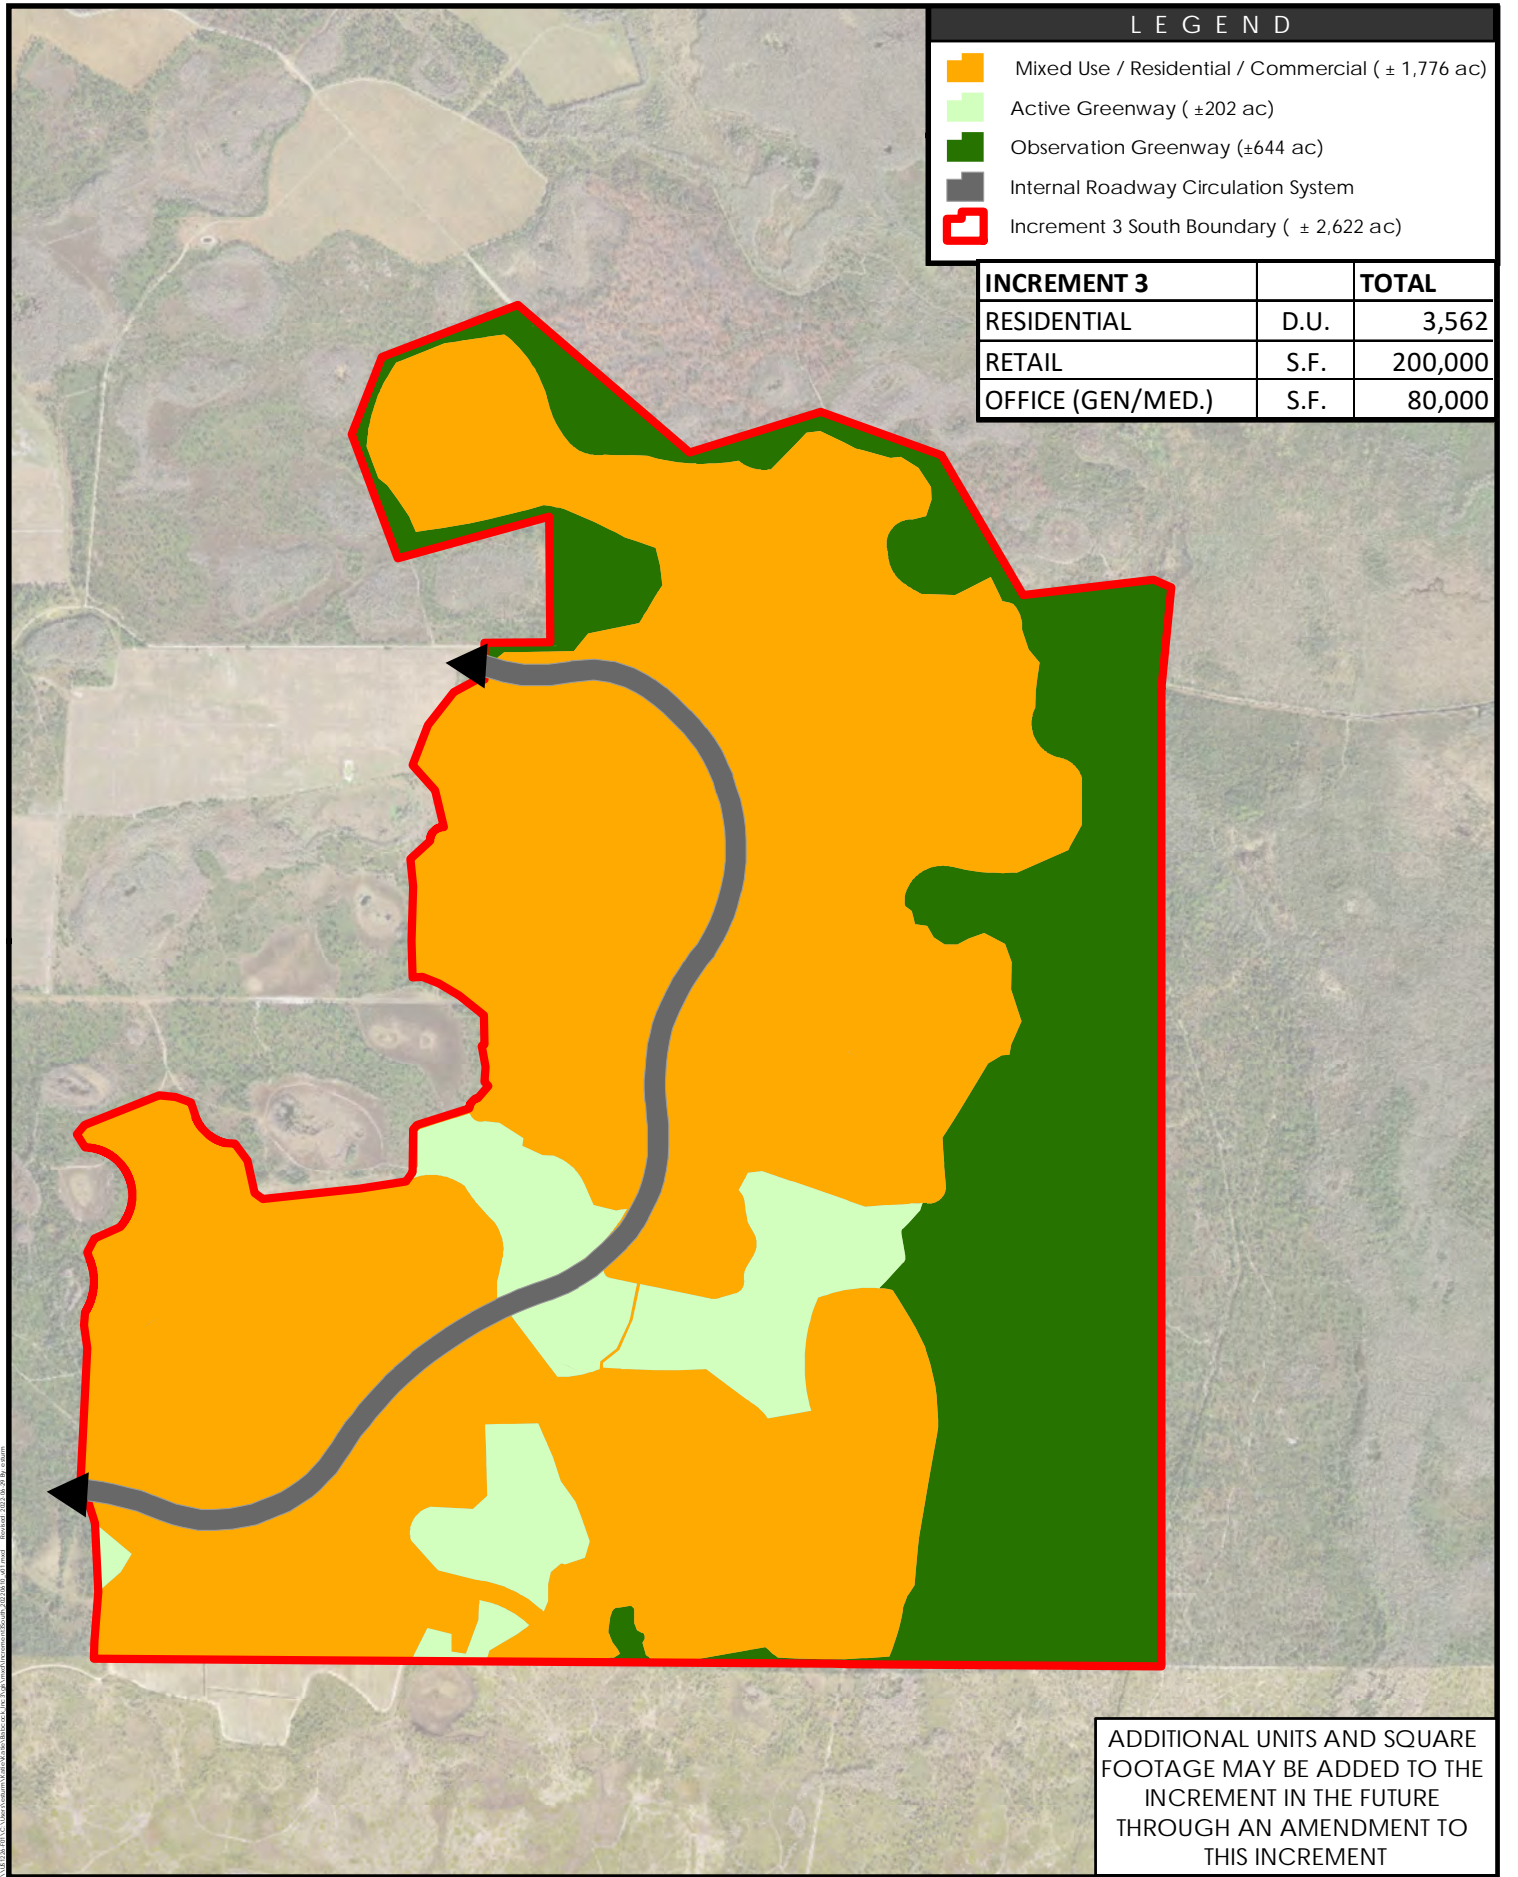 LEGEND
Mixed Use / Residential / Commercial ( ± 1,776 ac)
Active Greenway ( ±202 ac)
Observation Greenway (±644 ac)
Internal Roadway Circulation System
Increment 3 South Boundary ( ± 2,622 ac)
INCREMENT 3 TOTAL
RESIDENTIAL D.U. 3,562
RETAIL S.F. 200,000
OFFICE (GEN/MED.) S.F. 80,000
ADDITIONAL UNITS AND SQUARE
FOOTAGE MAY BE ADDED TO THE
INCREMENT IN THE FUTURE
THROUGH AN AMENDMENT TO
THIS INCREMENT